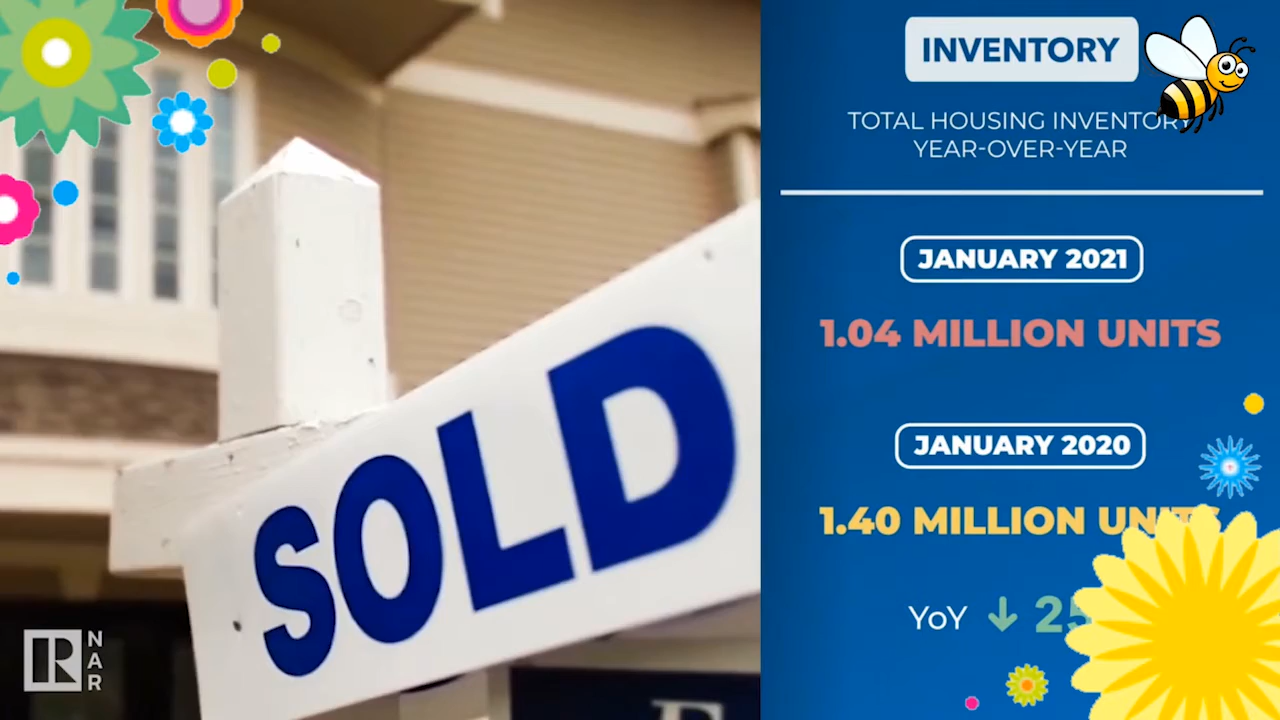 SOLD
NAR
INVENTORY
TOTAL HOUSING INVENTORY
YEAR-OVER-YEAR
JANUARY 2021
1.04 MILLION UNITS
JANUARY 2020
1.40 MILLION UNITS
YoY ↓ 25